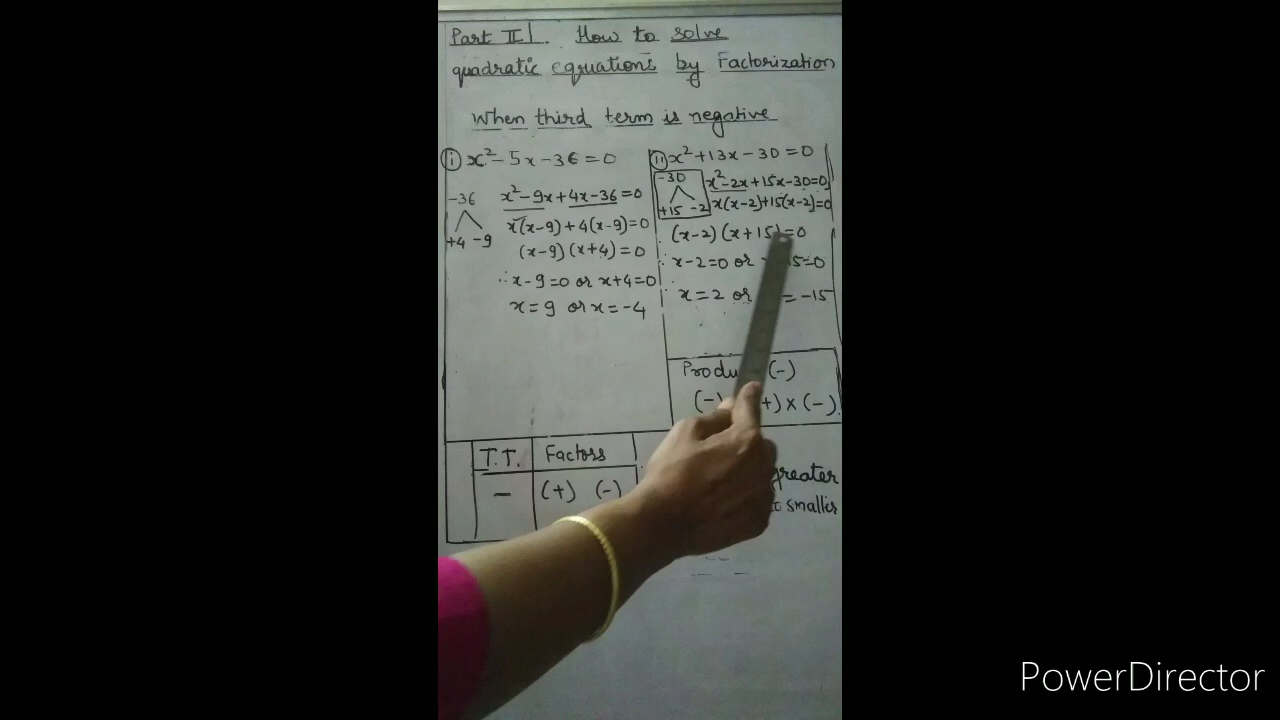 Part II. How to solve
quadratic equations by Factorization
When third term is negative
(i) x² - 5x - 36 = 0
-36
+4 -9
x² - 9x + 4x - 36 = 0
x(x-9) + 4(x-9) = 0
(x-9) (x+4) = 0
∴ x-9 = 0 or x+4 = 0
x = 9 or x = -4
(ii) x² + 13x - 30 = 0
-30
+15 -2
x² - 2x + 15x - 30 = 0
x(x-2) + 15(x-2) = 0
(x-2) (x+15) = 0
∴ x-2 = 0 or 15 = 0
∴ x = 2 or = -15
(-)
(-) +) x (-)
T.T. Factors
- (+) (-)
greater
to smaller
PowerDirector